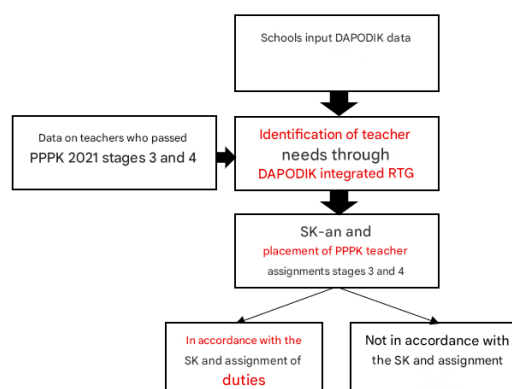 Schools input DAPODIK data
Data on teachers who passed
PPPK 2021 stages 3 and 4
Identification of teacher
needs through
DAPODIK integrated RTG
SK-an and
placement of PPPK teacher
assignments stages 3 and 4
In accordance with the
SK and assignment of
duties
Not in accordance with
the SK and assignment